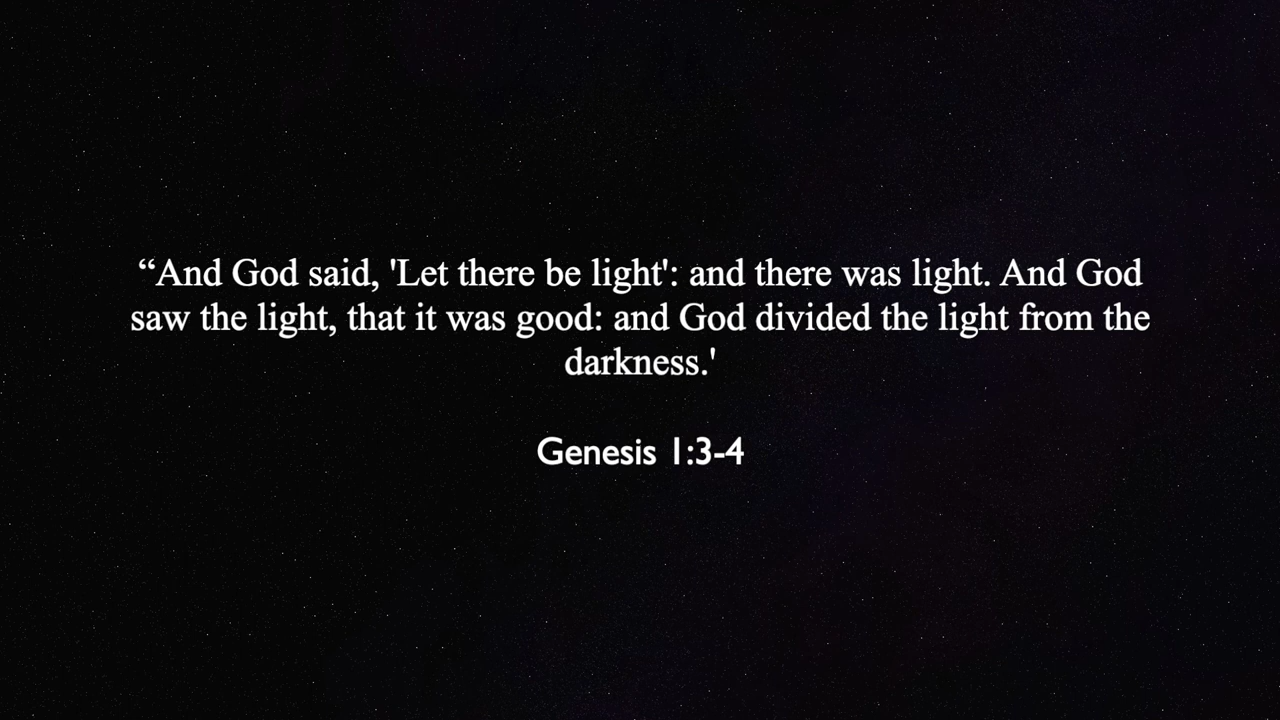 “And God said, 'Let there be light': and there was light. And God
saw the light, that it was good: and God divided the light from the
darkness.'
Genesis 1:3-4